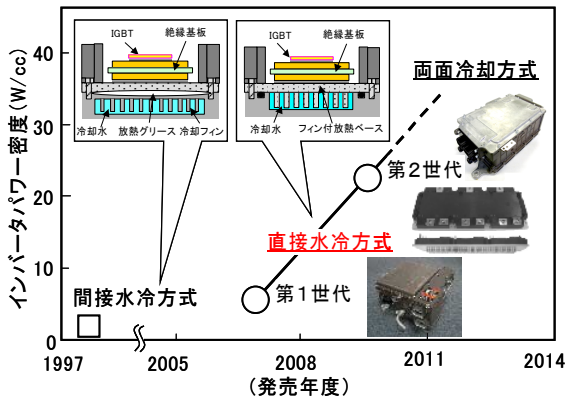 インバータパワー密度(W/cc)
40
30
20
10
0
1997
2005
2008
2011
2014
(発売年度)
IGBT
絶縁基板
冷却水
放熱グリース
冷却フィン
IGBT
絶縁基板
冷却水
フィン付放熱ベース
両面冷却方式
第2世代
直接水冷方式
第1世代
間接水冷方式